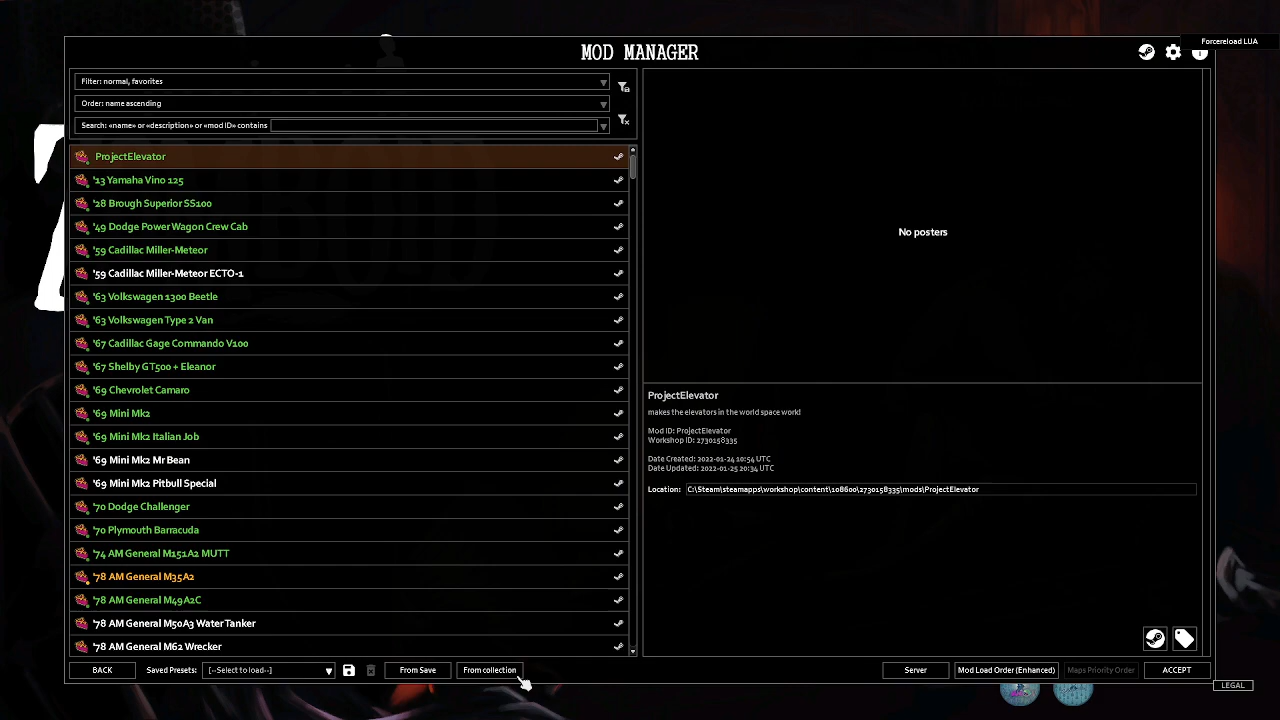 MOD MANAGER
Forcereload LUA
Filter: normal, favorites
Order: name ascending
Search: «name» or «description» or «mod ID» contains
ProjectElevator
'13 Yamaha Vino 125
'28 Brough Superior SS100
'49 Dodge Power Wagon Crew Cab
'59 Cadillac Miller-Meteor
'59 Cadillac Miller-Meteor ECTO-1
'63 Volkswagen 1300 Beetle
'63 Volkswagen Type 2 Van
'67 Cadillac Gage Commando V100
'67 Shelby GT500 + Eleanor
'69 Chevrolet Camaro
'69 Mini Mk2
'69 Mini Mk2 Italian Job
'69 Mini Mk2 Mr Bean
'69 Mini Mk2 Pitbull Special
'70 Dodge Challenger
'70 Plymouth Barracuda
'74 AM General M151A2 MUTT
'78 AM General M35A2
'78 AM General M49A2C
'78 AM General M50A3 Water Tanker
'78 AM General M62 Wrecker
No posters
ProjectElevator
makes the elevators in the world space work!
Mod ID: ProjectElevator
Workshop ID: 2730158335
Date Created: 2022-01-24 10:54 UTC
Date Updated: 2022-01-25 20:34 UTC
Location: C:\Steam\steamapps\workshop\content\108600\2730158335\mods\ProjectElevator
BACK
Saved Presets:
[--Select to load--]
From Save
From collection
Server
Mod Load Order (Enhanced)
Maps Priority Order
ACCEPT
LEGAL